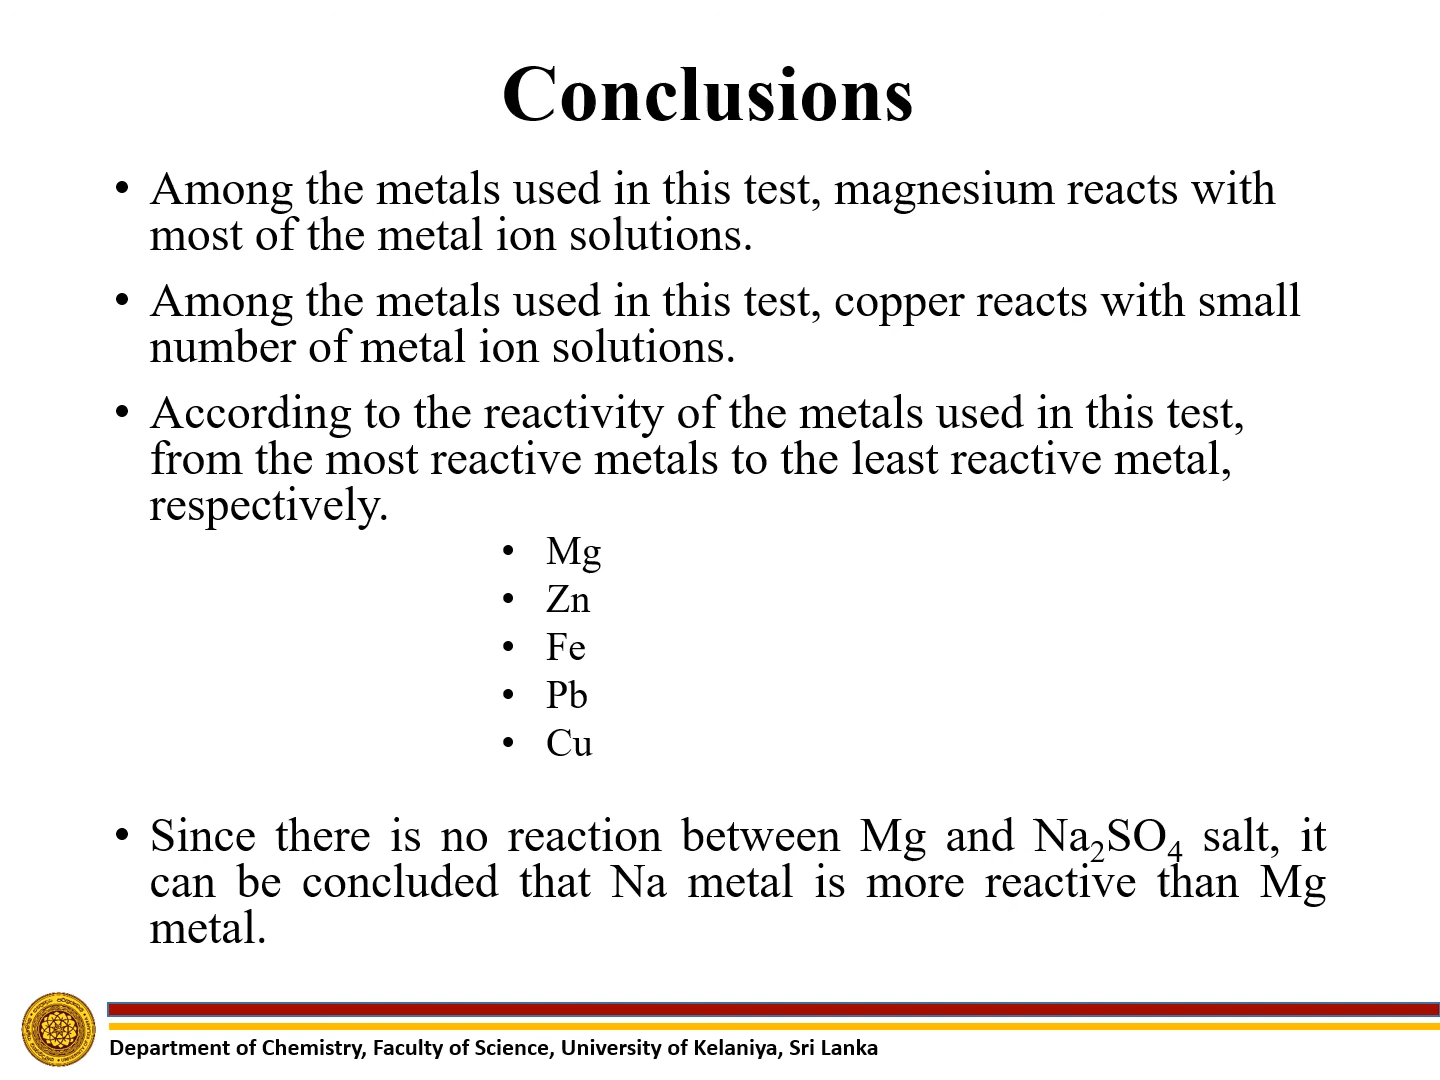 Conclusions
• Among the metals used in this test, magnesium reacts with
most of the metal ion solutions.
• Among the metals used in this test, copper reacts with small
number of metal ion solutions.
• According to the reactivity of the metals used in this test,
from the most reactive metals to the least reactive metal,
respectively.
• Mg
• Zn
• Fe
• Pb
• Cu
• Since there is no reaction between Mg and Na₂SO₄ salt, it
can be concluded that Na metal is more reactive than Mg
metal.
Department of Chemistry, Faculty of Science, University of Kelaniya, Sri Lanka